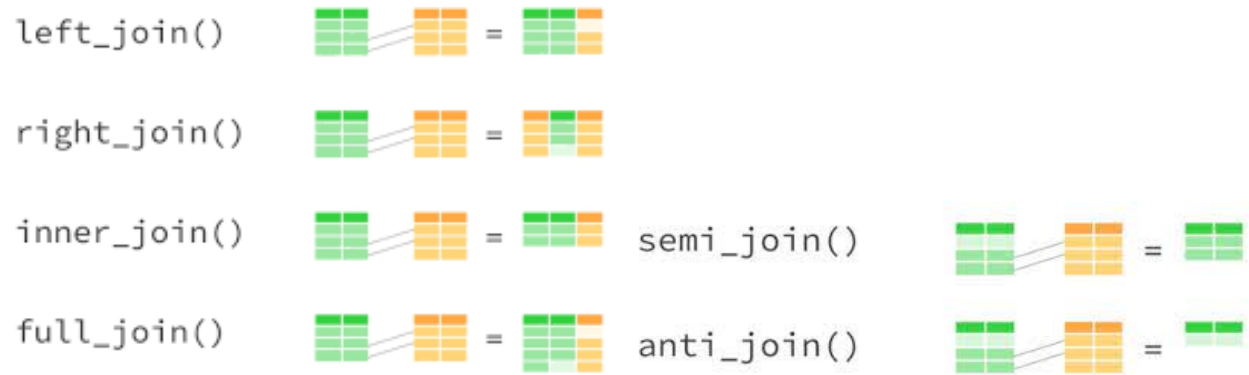 left_join()
=
right_join()
=
inner_join()
=
semi_join()
=
full_join()
=
anti_join()
=